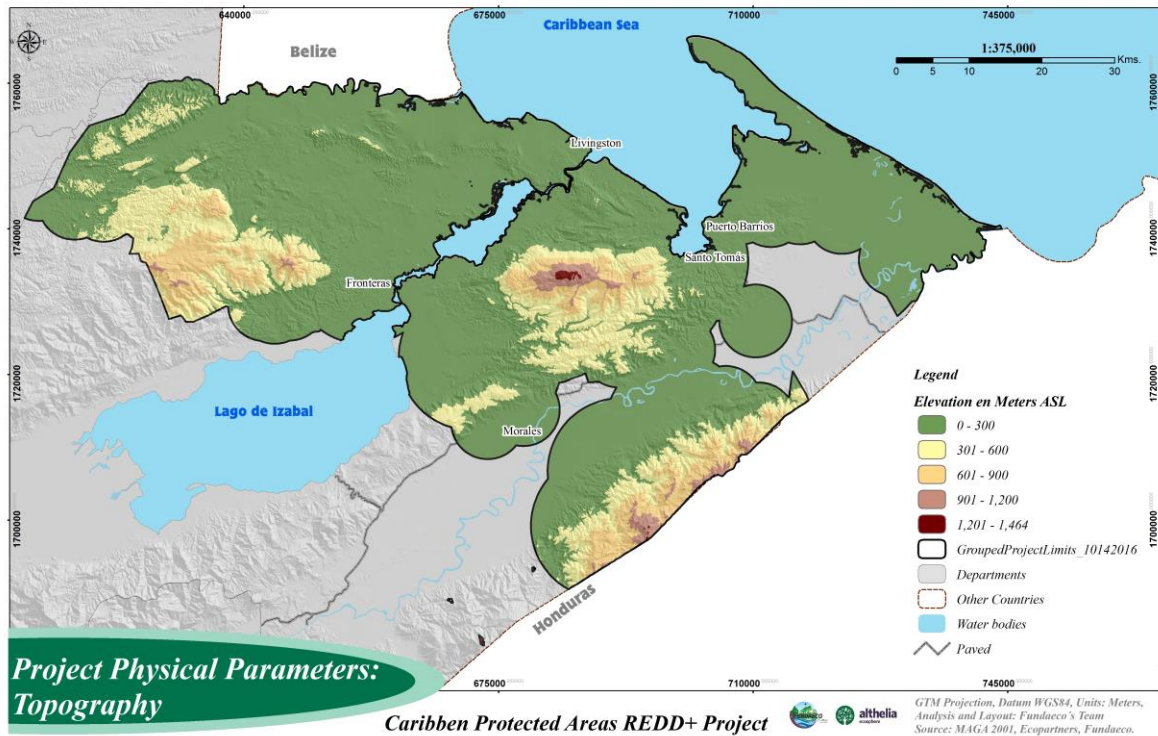 640000
675000
710000
745000
Caribbean Sea
Belize
1:375,000
0 5 10 20 30 Kms.
1760000
1760000
Livingston
1740000
1740000
Puerto Barrios
Santo Tomás
Fronteras
1720000
1720000
Lago de Izabal
Morales
1700000
1700000
Honduras
Legend
Elevation en Meters ASL
0 - 300
301 - 600
601 - 900
901 - 1,200
1,201 - 1,464
GroupedProjectLimits_10142016
Departments
Other Countries
Water bodies
Paved
Project Physical Parameters:
Topography
675000
710000
745000
Caribben Protected Areas REDD+ Project
FUNDAECO
althelia
ecosphere
GTM Projection, Datum WGS84, Units: Meters,
Analysis and Layout: Fundaeco´s Team
Source: MAGA 2001, Ecopartners, Fundaeco.